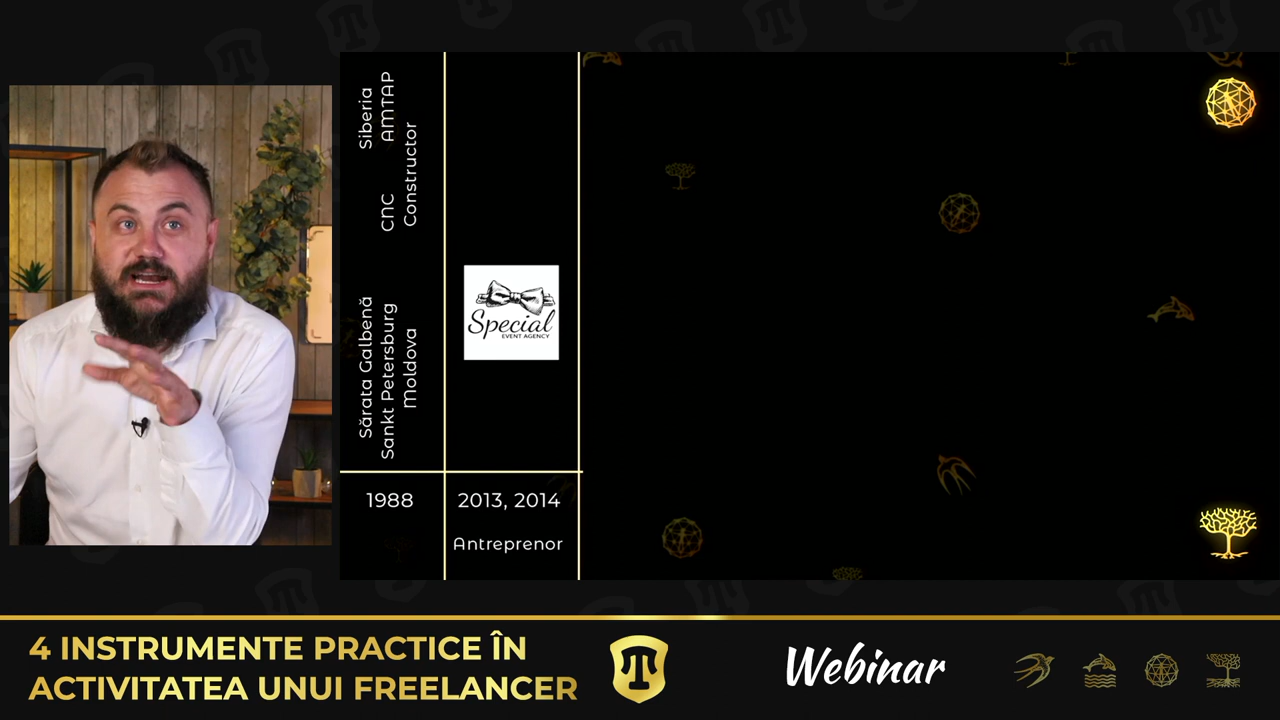 Siberia
AMTAP
CNC Constructor
Sărata Galbenă
Sankt Petersburg
Moldova
Special
EVENT AGENCY
1988
2013, 2014
Antreprenor
4 INSTRUMENTE PRACTICE ÎN
ACTIVITATEA UNUI FREELANCER
Webinar